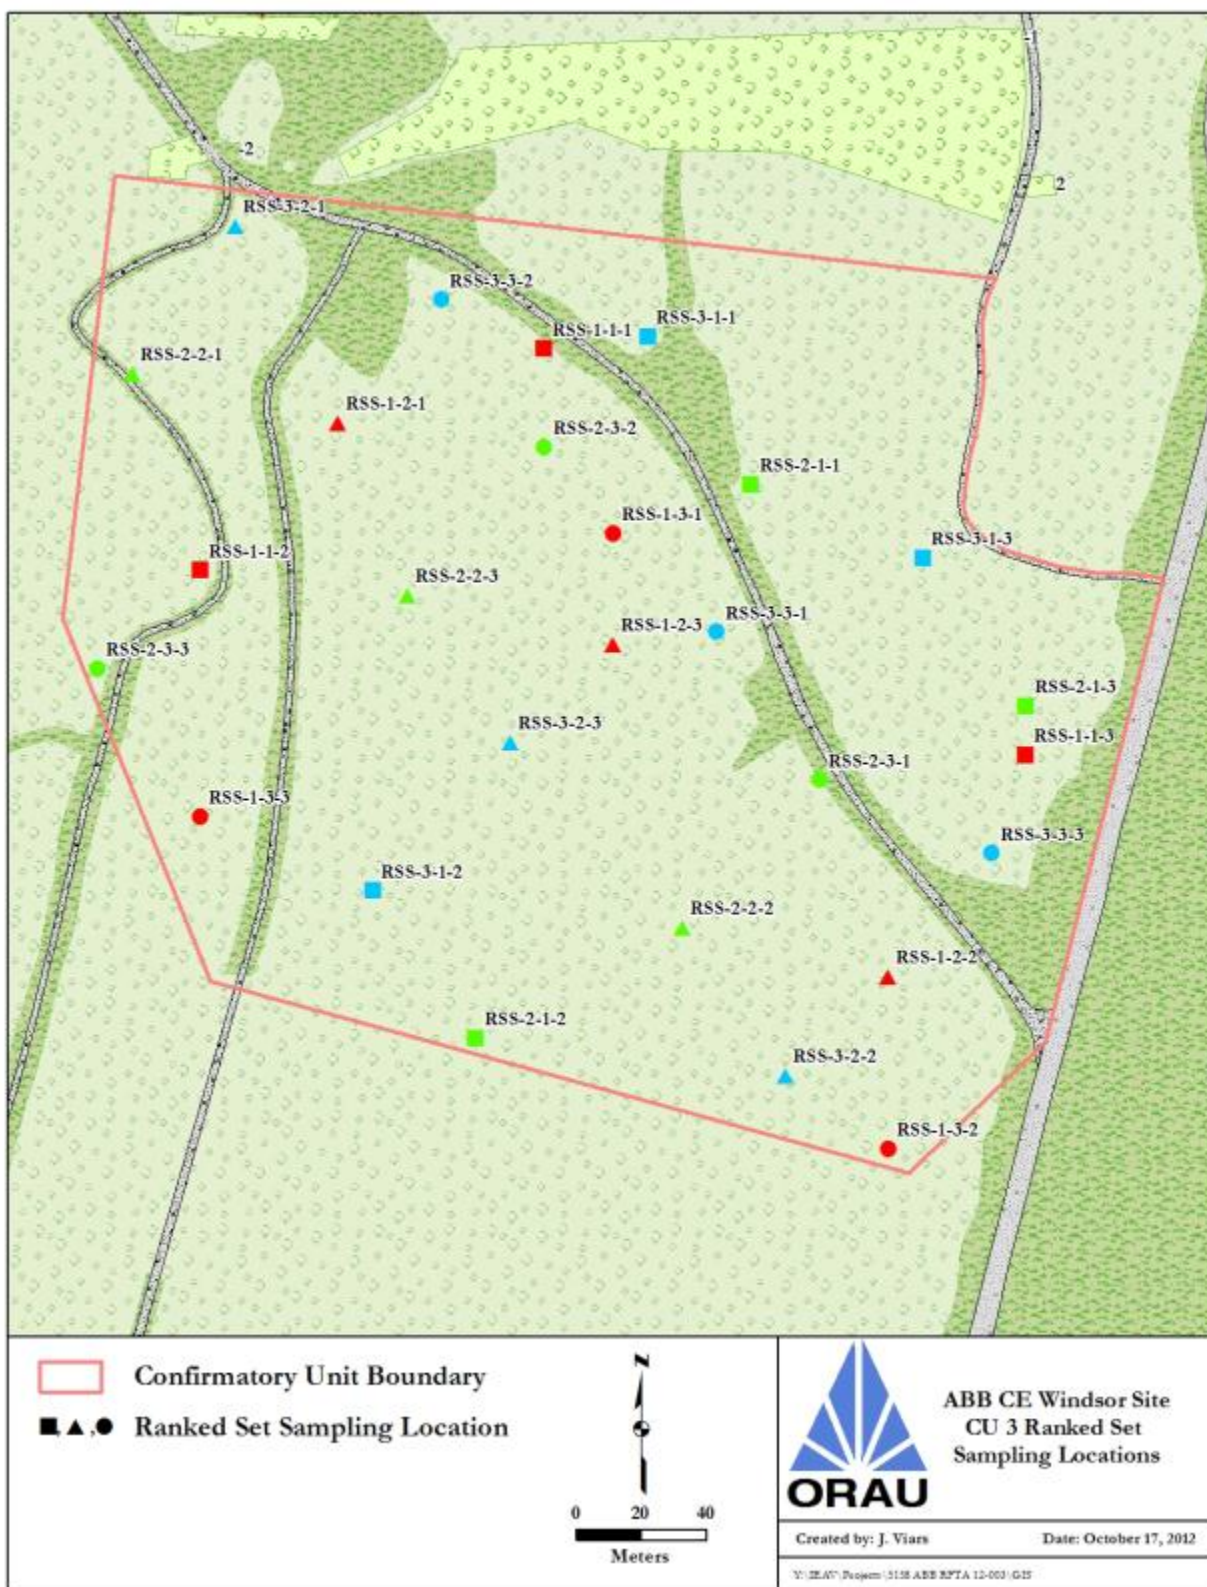 -1
-2
2
RSS-3-2-1
RSS-3-3-2
RSS-3-1-1
RSS-1-1-1
RSS-2-2-1
RSS-1-2-1
RSS-2-3-2
RSS-2-1-1
RSS-1-3-1
RSS-3-1-3
RSS-1-1-2
RSS-2-2-3
RSS-1-2-3
RSS-3-3-1
RSS-2-3-3
RSS-2-1-3
RSS-3-2-3
RSS-1-1-3
RSS-2-3-1
RSS-1-3-3
RSS-3-3-3
RSS-3-1-2
RSS-2-2-2
RSS-1-2-2
RSS-2-1-2
RSS-3-2-2
RSS-1-3-2
Confirmatory Unit Boundary
Ranked Set Sampling Location
N
0 20 40
Meters
ORAU
ABB CE Windsor Site
CU 3 Ranked Set
Sampling Locations
Created by: J. Viars Date: October 17, 2012